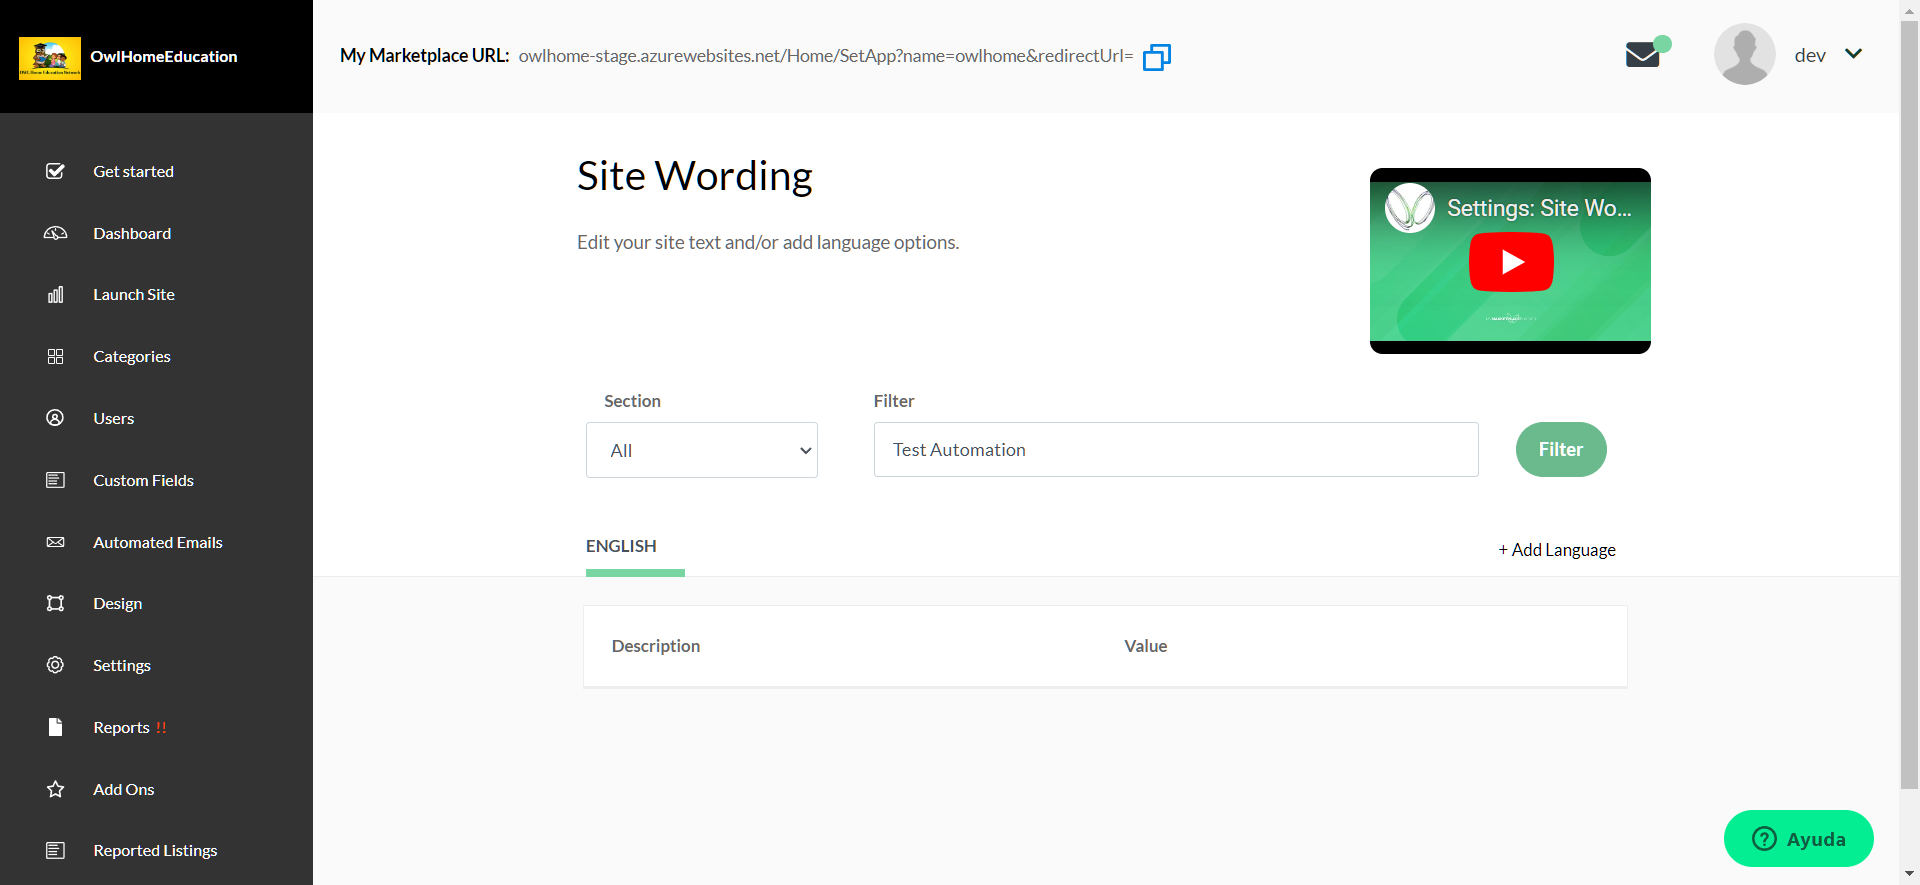 OwlHomeEducation
My Marketplace URL: owlhome-stage.azurewebsites.net/Home/SetApp?name=owlhome&redirectUrl=
dev
Get started
Dashboard
Launch Site
Categories
Users
Custom Fields
Automated Emails
Design
Settings
Reports !!
Add Ons
Reported Listings
Site Wording
Edit your site text and/or add language options.
Settings: Site Wo...
Section
Filter
All
Test Automation
Filter
ENGLISH
+ Add Language
Description
Value
Ayuda